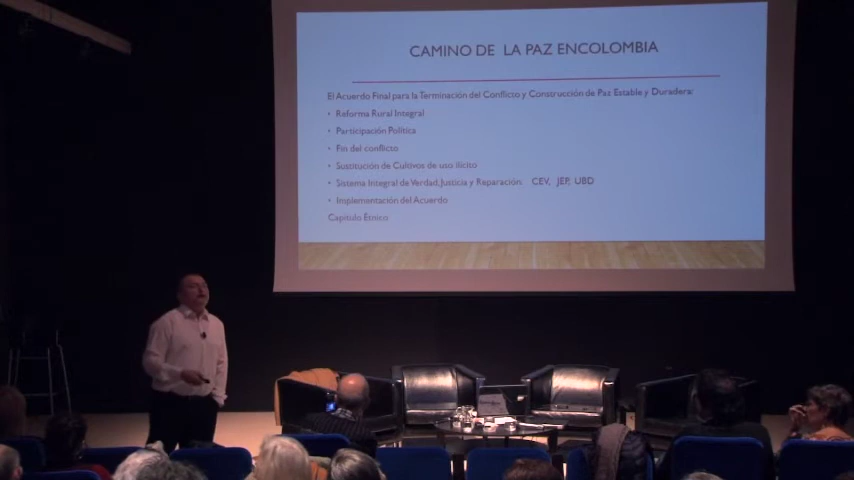 CAMINO DE LA PAZ ENCOLOMBIA
El Acuerdo Final para la Terminación del Conflicto y Construcción de Paz Estable y Duradera:
• Reforma Rural Integral
• Participación Política
• Fin del conflicto
• Sustitución de Cultivos de uso ilícito
• Sistema Integral de Verdad, Justicia y Reparación: CEV, JEP, UBD
• Implementación del Acuerdo
Capitulo Étnico